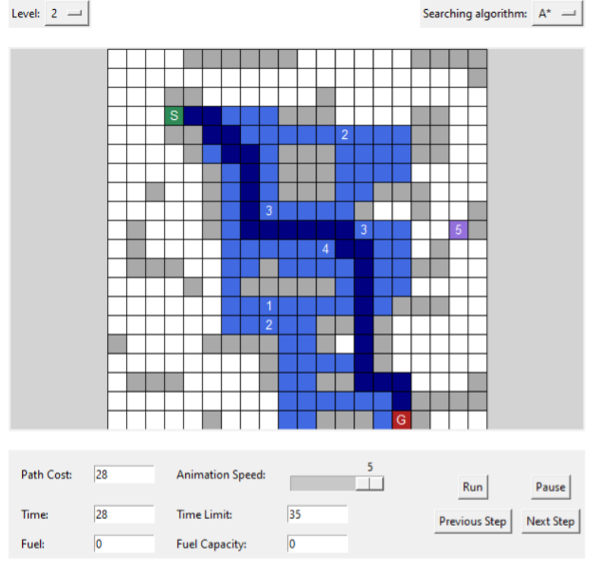 Level: 2 Searching algorithm: A*
S
2
3
3 5
4
1
2
G
5
Path Cost: 28 Animation Speed: Run Pause
Time: 28 Time Limit: 35 Previous Step Next Step
Fuel: 0 Fuel Capacity: 0